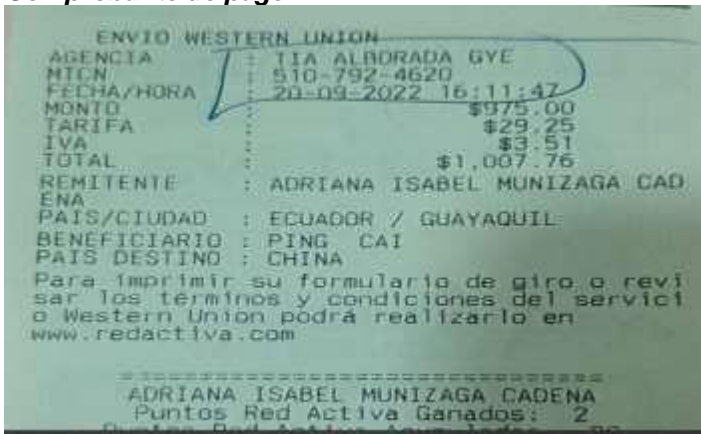 Comprobante de pago
ENVIO WESTERN UNION
AGENCIA : TIA ALBORADA GYE
MTCN : 510-792-4620
FECHA/HORA : 20-09-2022 16:11:47
MONTO : $975.00
TARIFA : $29.25
IVA : $3.51
TOTAL : $1,007.76
REMITENTE : ADRIANA ISABEL MUNIZAGA CAD
ENA
PAIS/CIUDAD : ECUADOR / GUAYAQUIL
BENEFICIARIO : PING CAI
PAIS DESTINO : CHINA
Para imprimir su formulario de giro o revi
sar los términos y condiciones del servici
o Western Union podrá realizarlo en
www.redactiva.com
================================
ADRIANA ISABEL MUNIZAGA CADENA
Puntos Red Activa Ganados: 2